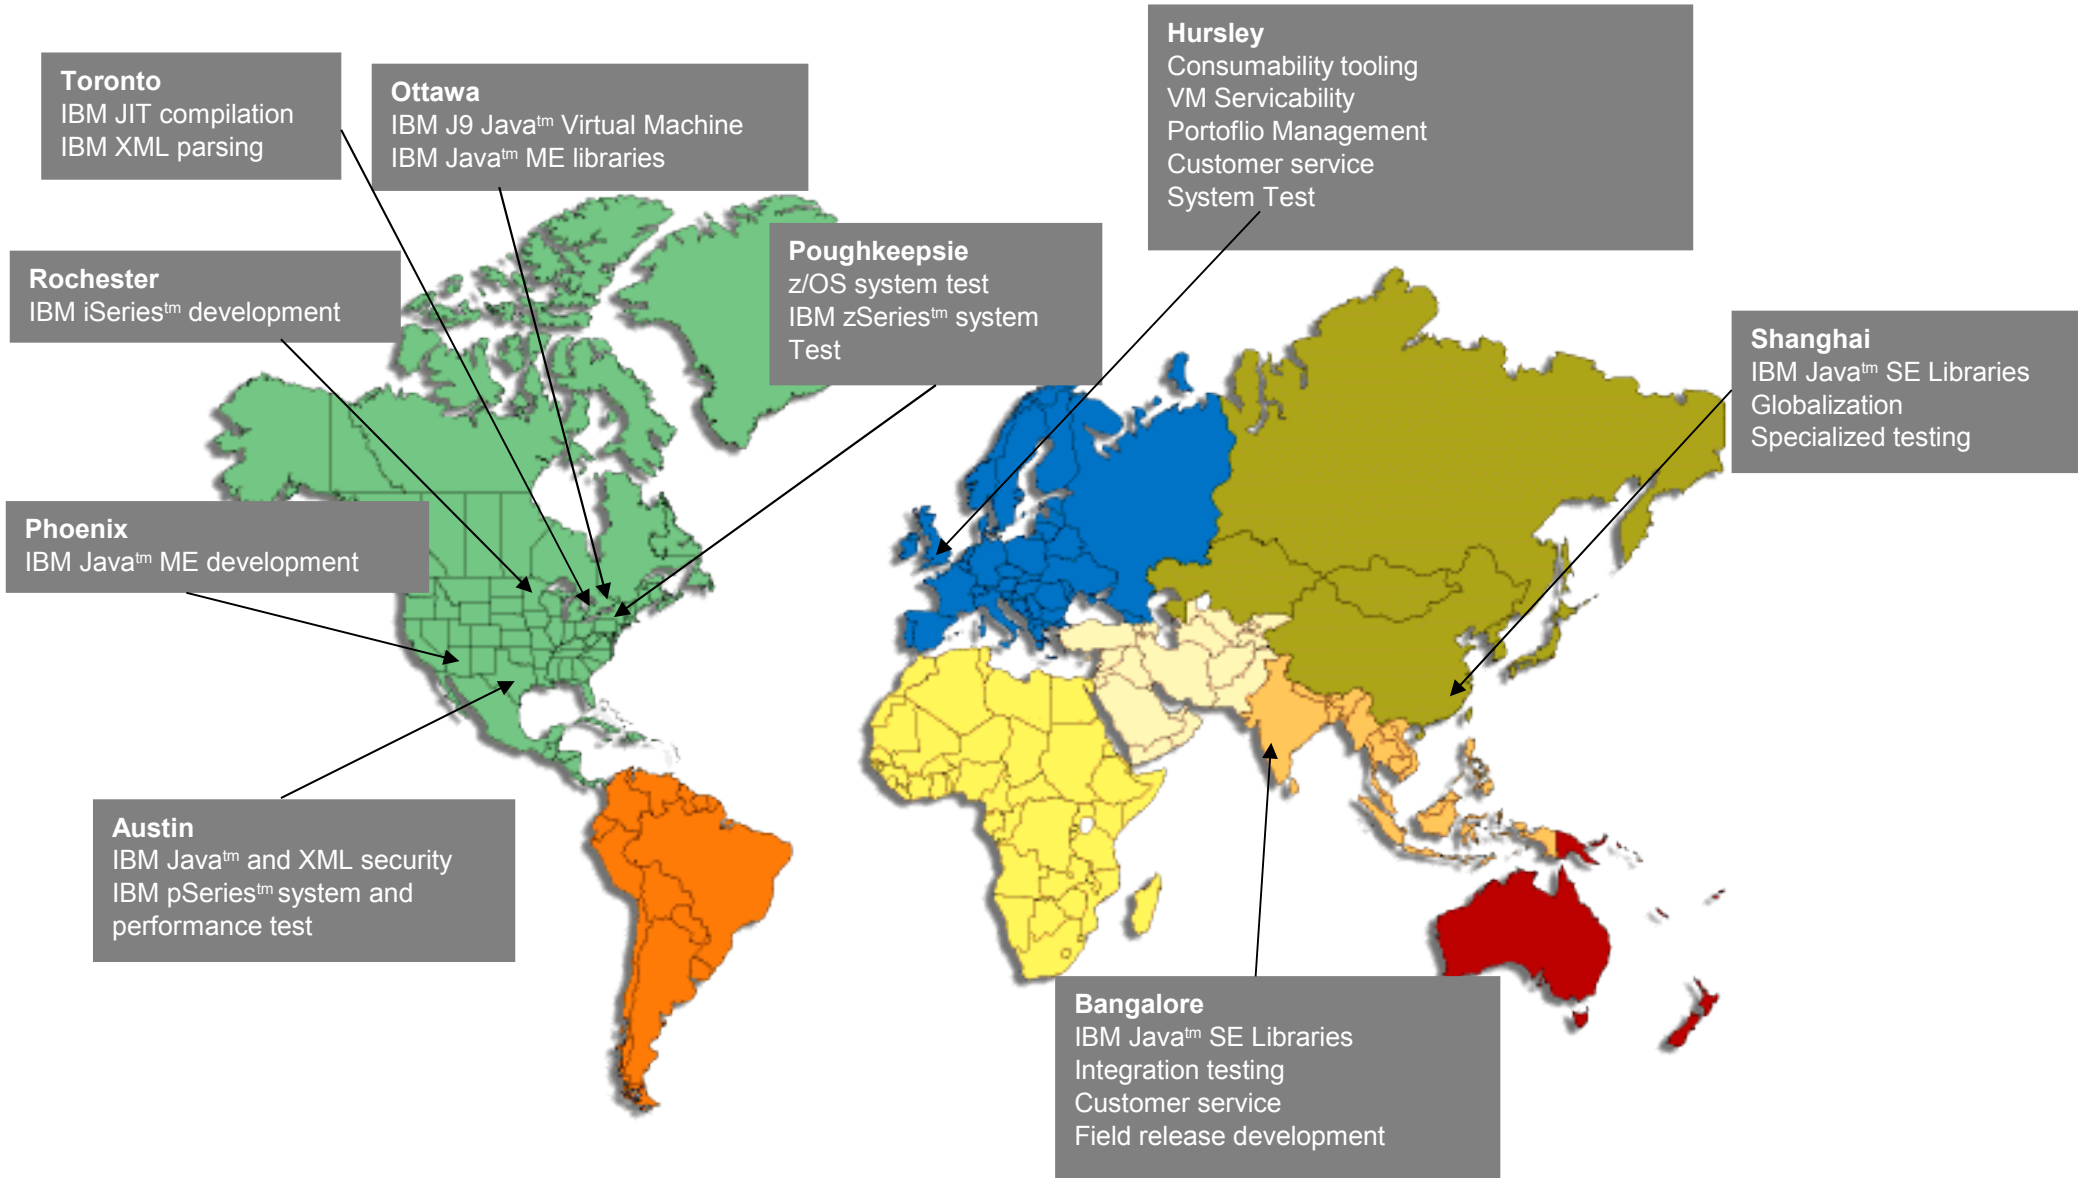 Toronto
IBM JIT compilation
IBM XML parsing
Ottawa
IBM J9 Java™ Virtual Machine
IBM Java™ ME libraries
Hursley
Consumability tooling
VM Servicability
Portoflio Management
Customer service
System Test
Rochester
IBM iSeries™ development
Poughkeepsie
z/OS system test
IBM zSeries™ system
Test
Shanghai
IBM Java™ SE Libraries
Globalization
Specialized testing
Phoenix
IBM Java™ ME development
Austin
IBM Java™ and XML security
IBM pSeries™ system and
performance test
Bangalore
IBM Java™ SE Libraries
Integration testing
Customer service
Field release development